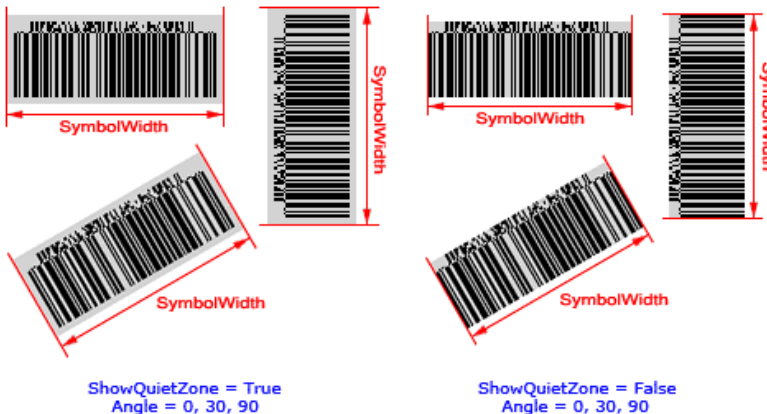 SymbolWidth
SymbolWidth
SymbolWidth
ShowQuietZone = True
Angle = 0, 30, 90
SymbolWidth
SymbolWidth
SymbolWidth
ShowQuietZone = False
Angle = 0, 30, 90